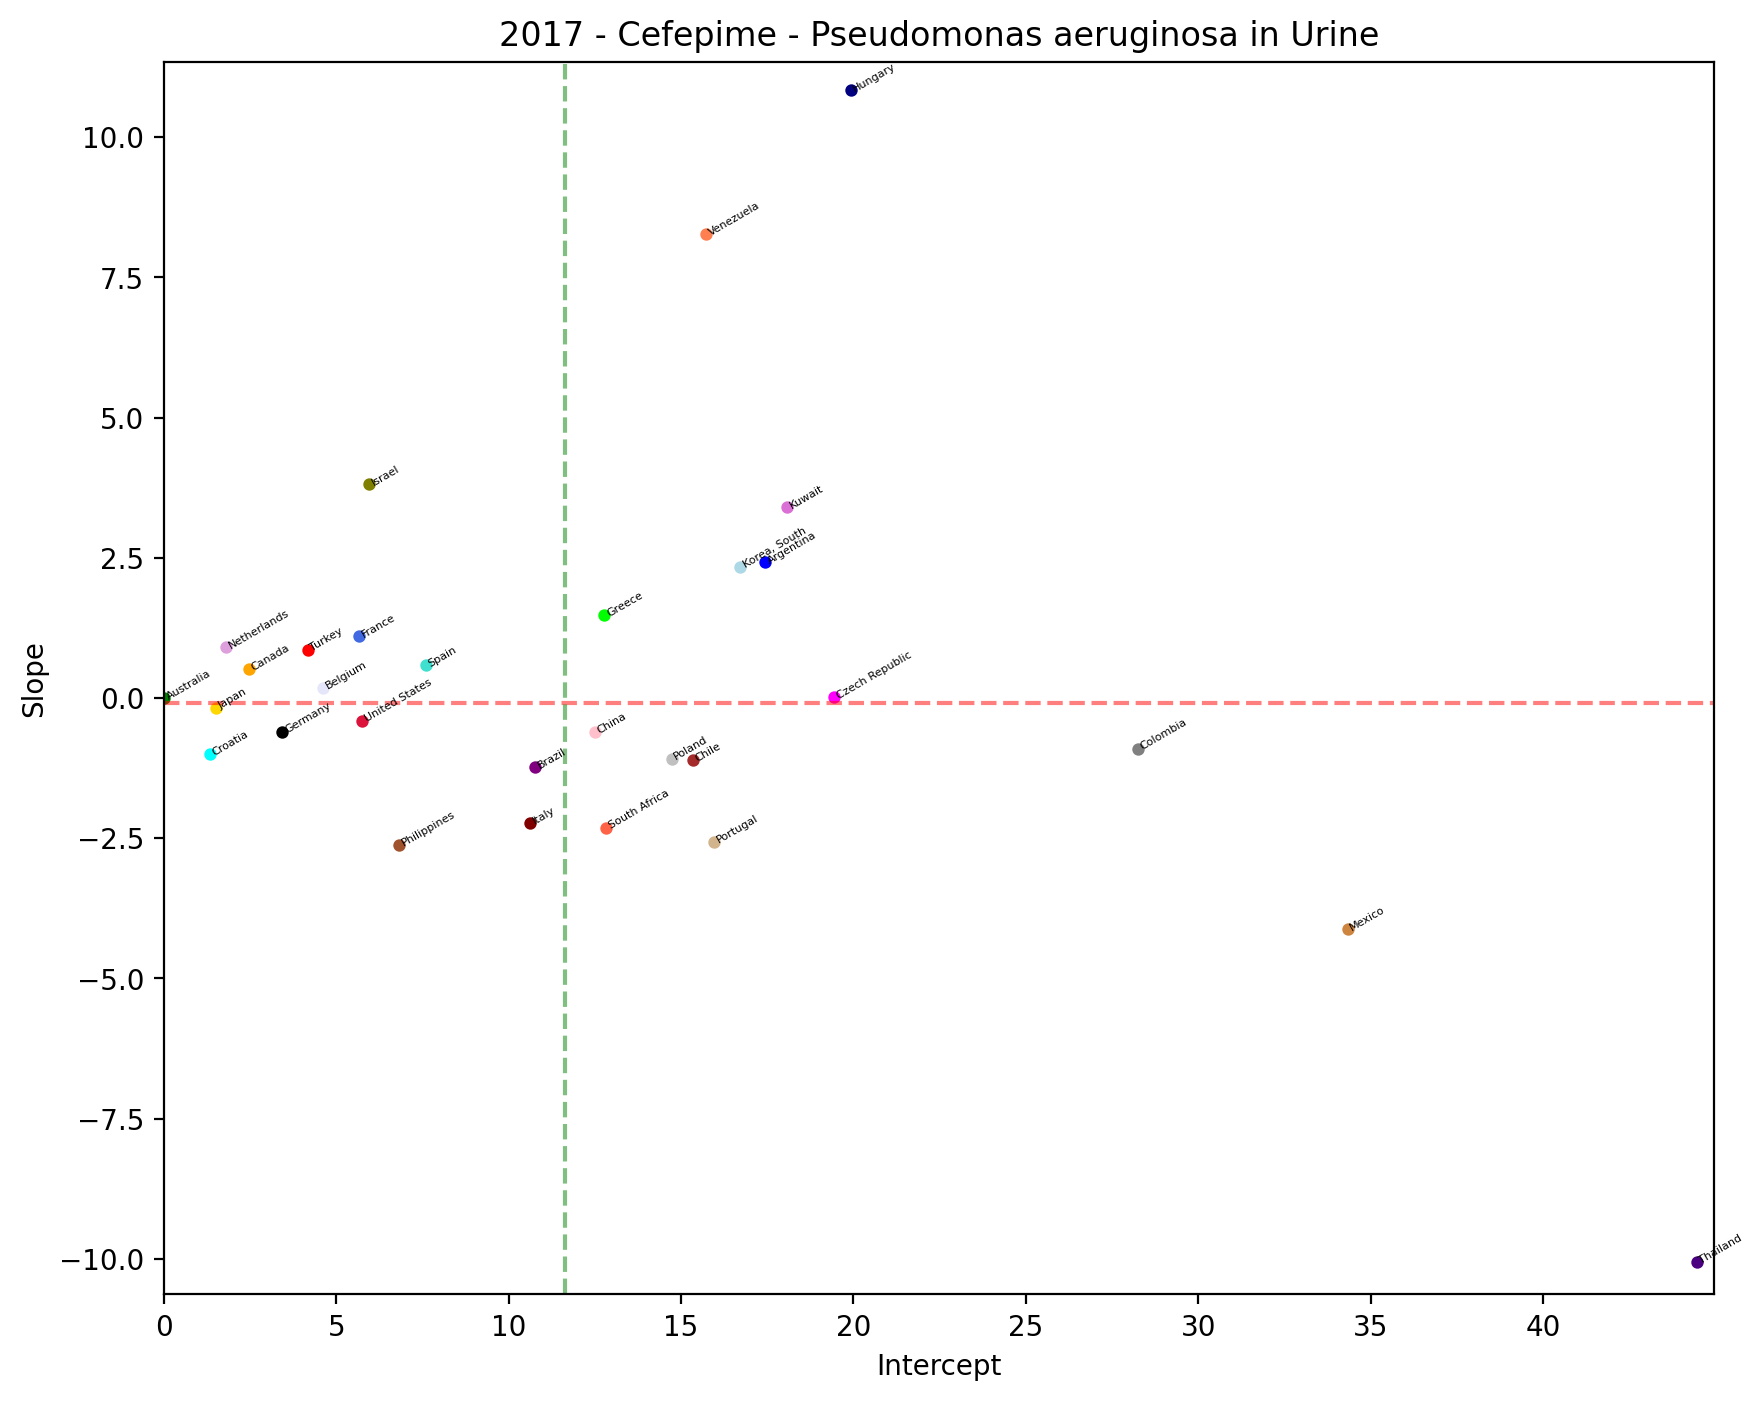 2017 - Cefepime - Pseudomonas aeruginosa in Urine
Hungary
10.0
Venezuela
7.5
5.0
Israel
Kuwait
Korea, South
Argentina
2.5
Greece
Netherlands
Turkey
France
Canada
Spain
Belgium
Australia
Japan
Germany
United States
Czech Republic
Slope
0.0
Croatia
China
Poland
Chile
Colombia
Brazil
Italy
South Africa
Philippines
Portugal
−2.5
Mexico
−5.0
−7.5
Thailand
−10.0
0 5 10 15 20 25 30 35 40
Intercept